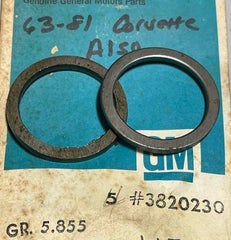 Genuine General Motors Parts
63-81 Corvette
Also
GM
5 #3820230
GR. 5.855